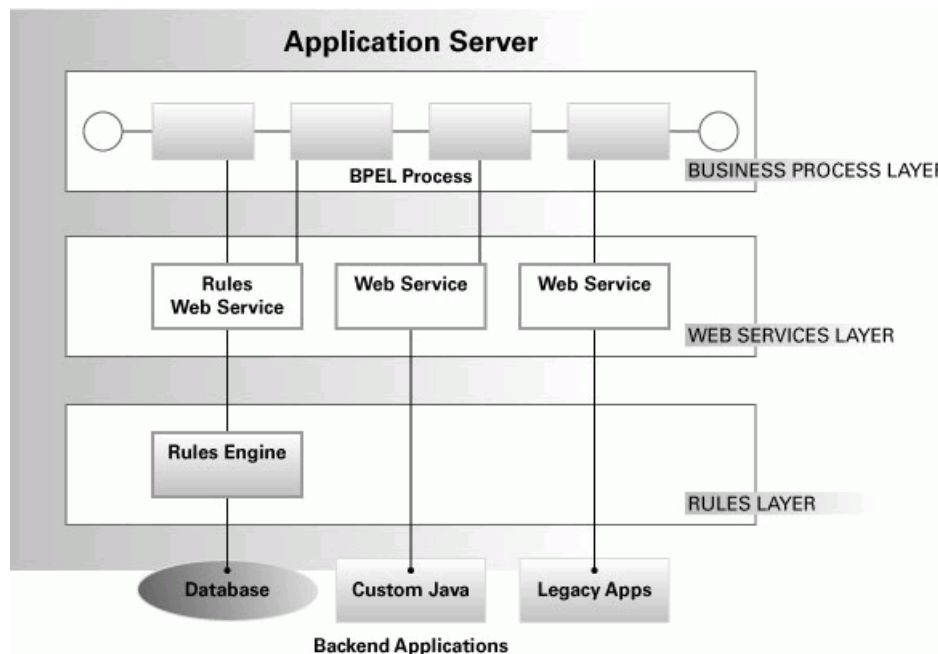 Application Server
BPEL Process
BUSINESS PROCESS LAYER
Rules
Web Service
Web Service
Web Service
WEB SERVICES LAYER
Rules Engine
RULES LAYER
Database
Custom Java
Legacy Apps
Backend Applications